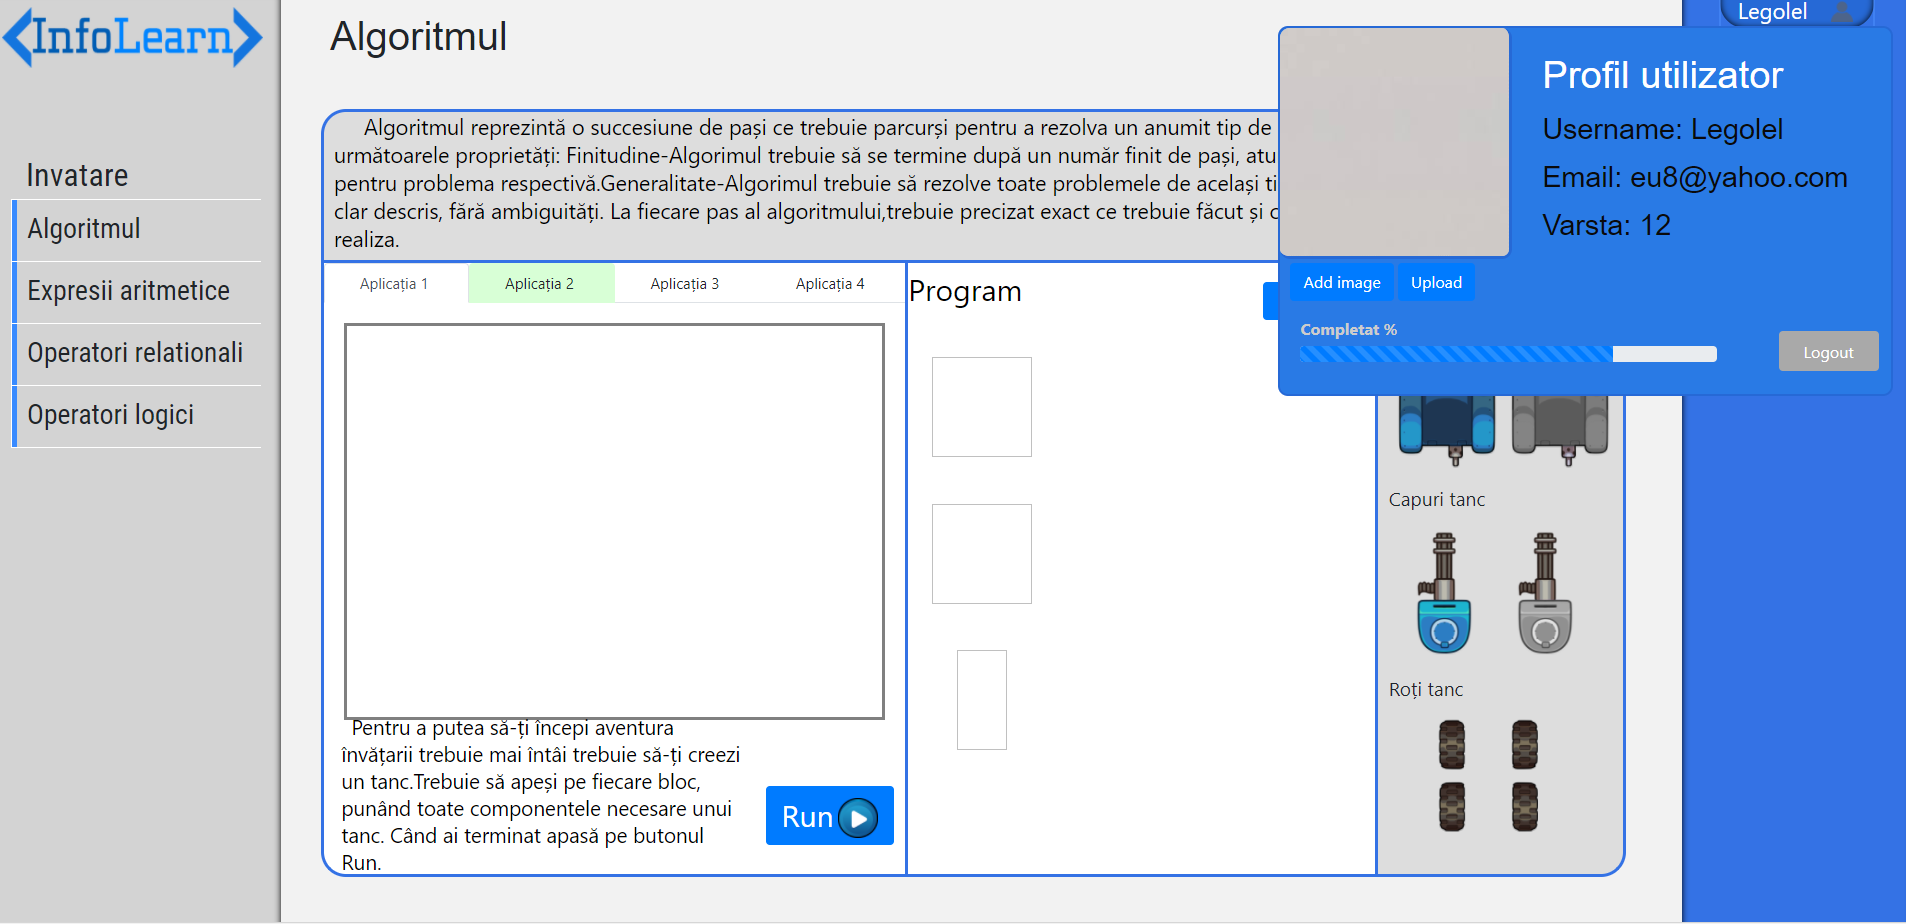 InfoLearn
Invatare
Algoritmul
Expresii aritmetice
Operatori relationali
Operatori logici
Algoritmul
Algoritmul reprezintă o succesiune de pași ce trebuie parcurși pentru a rezolva un anumit tip de
următoarele proprietăți: Finitudine-Algorimul trebuie să se termine după un număr finit de pași,
pentru problema respectivă.Generalitate-Algorimul trebuie să rezolve toate problemele de același
clar descris, fără ambiguități. La fiecare pas al algoritmului,trebuie precizat exact ce trebuie făcut și
realiza.
Aplicația 1
Aplicația 2
Aplicația 3
Aplicația 4
Pentru a putea să-ți începi aventura
învățarii trebuie mai întâi trebuie să-ți creezi
un tanc.Trebuie să apeși pe fiecare bloc,
punând toate componentele necesare unui
tanc. Când ai terminat apasă pe butonul
Run.
Run
Program
Capuri tanc
Roți tanc
Legolel
Profil utilizator
Username: Legolel
Email: eu8@yahoo.com
Varsta: 12
Add image
Upload
Completat %
Logout